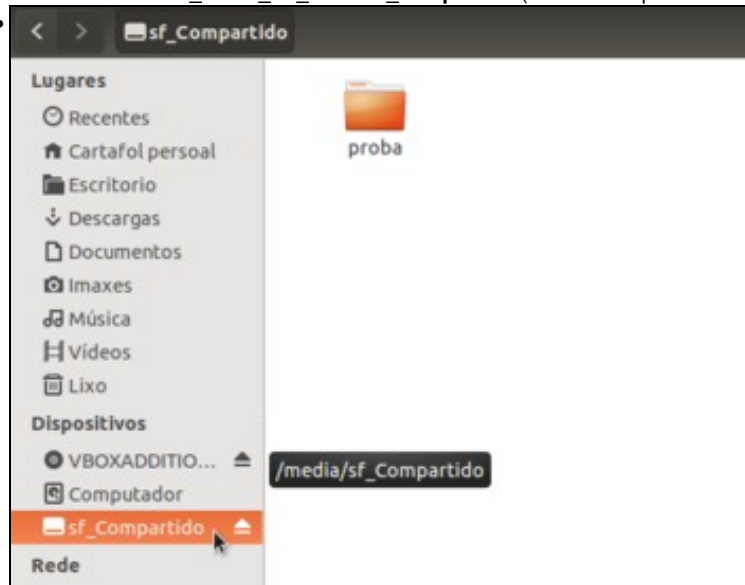 sf_Compartido
Lugares
Recentes
Cartafol persoal
proba
Escritorio
Descargas
Documentos
Imaxes
Música
Vídeos
Lixo
Dispositivos
VBOXADDITIO...
/media/sf_Compartido
Computador
sf_Compartido
Rede